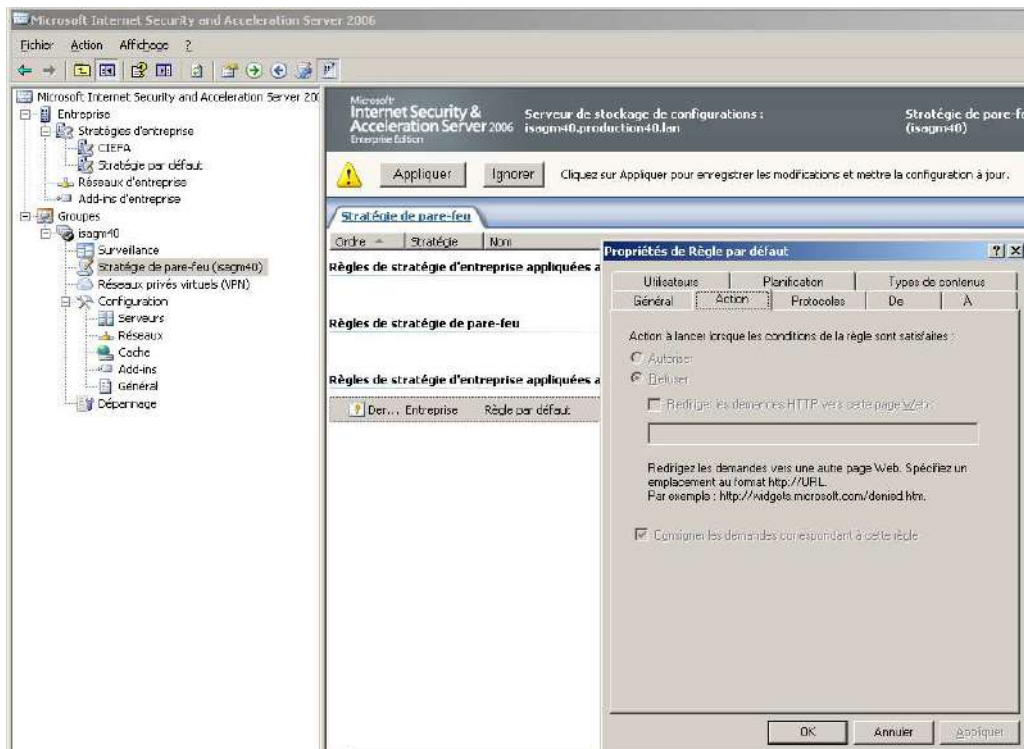 Microsoft Internet Security and Acceleration Server 2006
Fichier Action Affichage ?
Microsoft Internet Security and Acceleration Server 20
Entreprise
Stratégies d'entreprise
CIEFA
Stratégie par défaut
Réseaux d'entreprise
Add-ins d'entreprise
Groupes
isagm40
Surveillance
Stratégie de pare-feu (isagm40)
Réseaux privés virtuels (VPN)
Configuration
Serveurs
Réseaux
Cache
Add-ins
Général
Dépannage
Microsoft
Internet Security &
Acceleration Server 2006
Enterprise Edition
Serveur de stockage de configurations :
isagm40.production40.lan
Stratégie de pare-fe
(isagm40)
Appliquer Ignorer Cliquez sur Appliquer pour enregistrer les modifications et mettre la configuration à jour.
Stratégie de pare-feu
Ordre Stratégie Nom
Règles de stratégie d'entreprise appliquées a
Règles de stratégie de pare-feu
Règles de stratégie d'entreprise appliquées a
Der... Entreprise Règle par défaut
Propriétés de Règle par défaut
Utilisateurs Planification Types de contenus
Général Action Protocoles De À
Action à lancer lorsque les conditions de la règle sont satisfaites :
Autoriser
Refuser
Rediriger les demandes HTTP vers cette page Web :
Redirigez les demandes vers une autre page Web. Spécifiez un
emplacement au format http://URL.
Par exemple : http://widgets.microsoft.com/denied.htm.
Consigner les demandes correspondant à cette règle
OK Annuler Appliquer